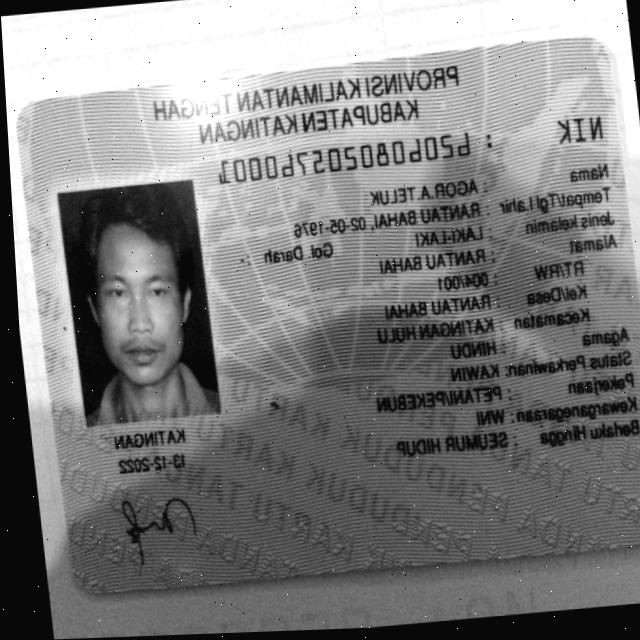 PROVINSI KALIMANTAN TENGAH
KABUPATEN KATINGAN
NIK : 6206080205760001
Nama : AGOR.A.TELUK
Tempat/Tgl Lahir : RANTAU BAHAI, 02-05-1976
Jenis kelamin : LAKI-LAKI Gol Darah : -
Alamat : RANTAU BAHAI
RT/RW : 004/001
Kel/Desa : RANTAU BAHAI
Kecamatan : KATINGAN HULU
Agama : HINDU
Status Perkawinan: KAWIN
Pekerjaan : PETANI/PEKEBUN
Kewarganegaraan: WNI
Berlaku Hingga : SEUMUR HIDUP
KATINGAN
13-12-2022